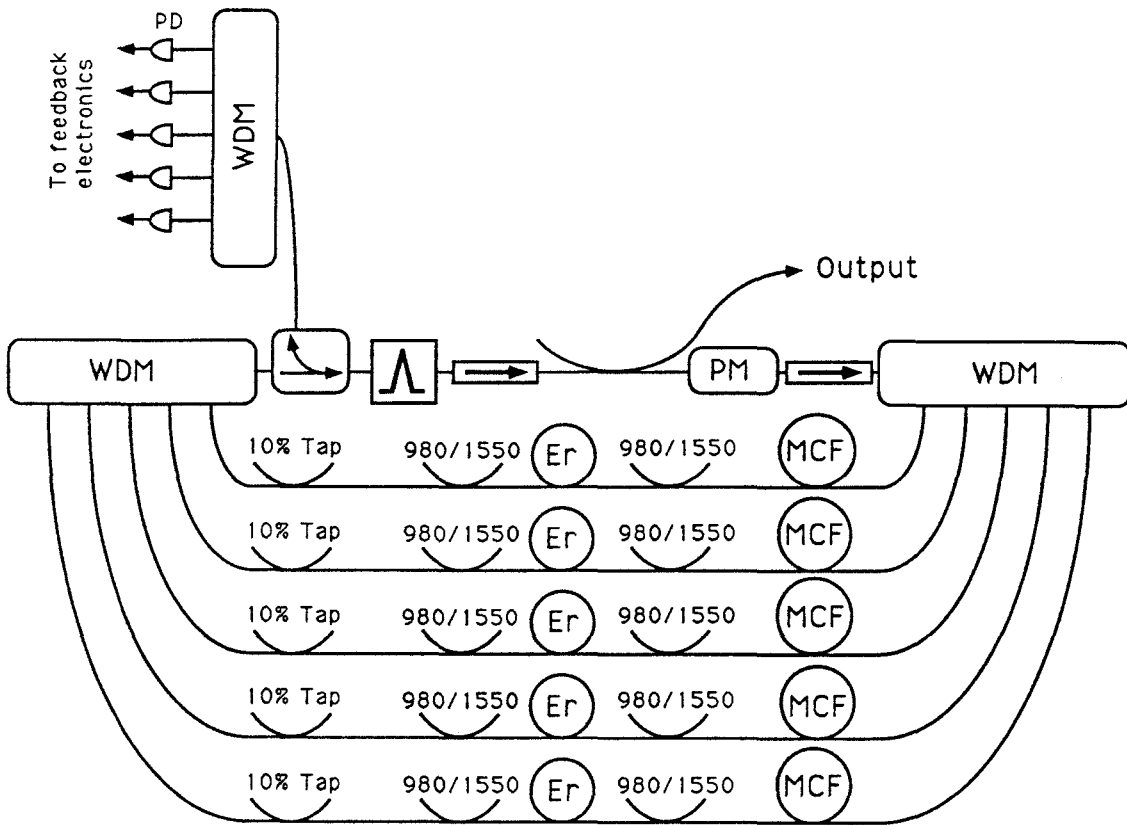 PD
To feedback
electronics
WDM
Output
WDM
PM
WDM
10% Tap 980/1550 Er 980/1550 MCF
10% Tap 980/1550 Er 980/1550 MCF
10% Tap 980/1550 Er 980/1550 MCF
10% Tap 980/1550 Er 980/1550 MCF
10% Tap 980/1550 Er 980/1550 MCF